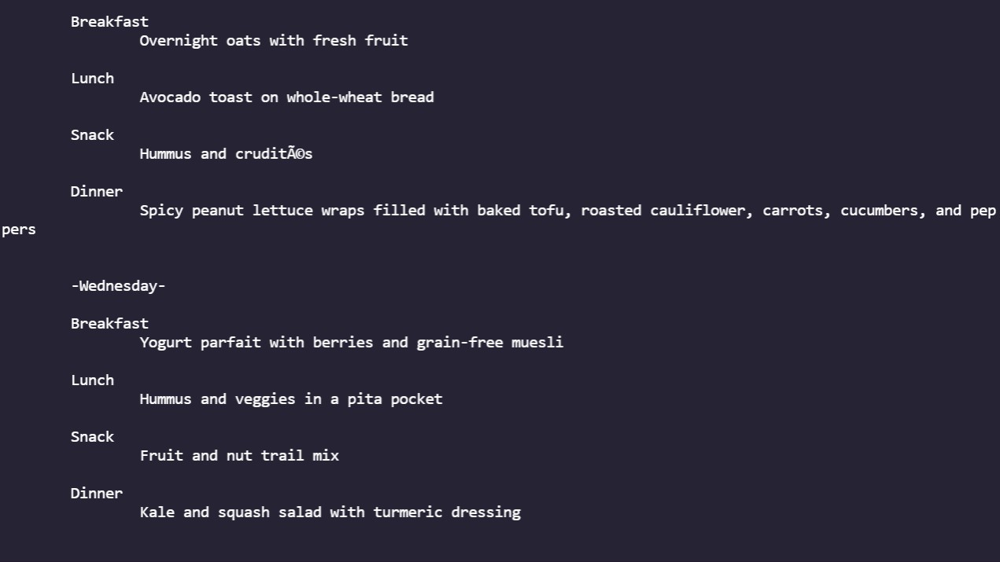 Breakfast
Overnight oats with fresh fruit
Lunch
Avocado toast on whole-wheat bread
Snack
Hummus and cruditÃ©s
Dinner
Spicy peanut lettuce wraps filled with baked tofu, roasted cauliflower, carrots, cucumbers, and pep
pers
-Wednesday-
Breakfast
Yogurt parfait with berries and grain-free muesli
Lunch
Hummus and veggies in a pita pocket
Snack
Fruit and nut trail mix
Dinner
Kale and squash salad with turmeric dressing